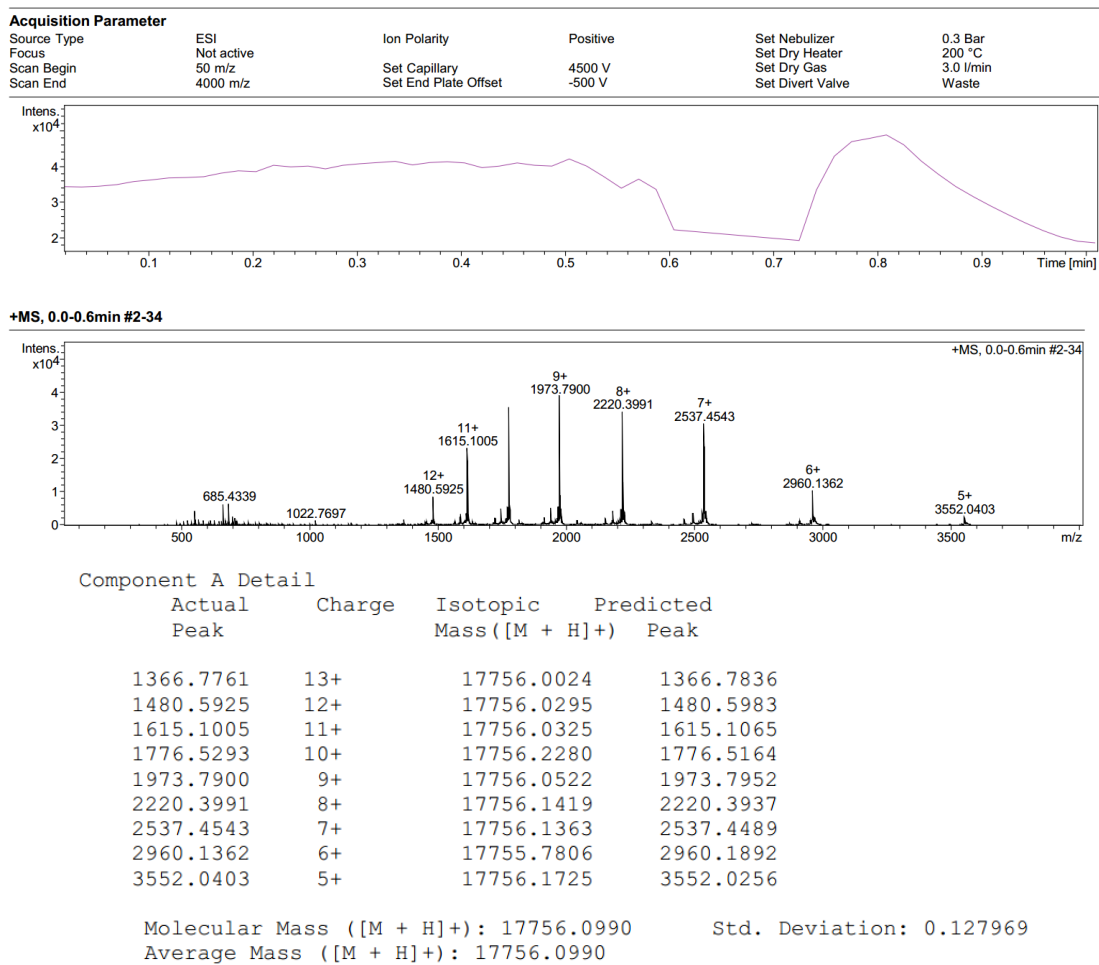 Acquisition Parameter
Source Type ESI Ion Polarity Positive Set Nebulizer 0.3 Bar
Focus Not active Set Dry Heater 200 °C
Scan Begin 50 m/z Set Capillary 4500 V Set Dry Gas 3.0 l/min
Scan End 4000 m/z Set End Plate Offset -500 V Set Divert Valve Waste
Intens.
x10⁴
4
3
2
0.1 0.2 0.3 0.4 0.5 0.6 0.7 0.8 0.9 Time [min]
+MS, 0.0-0.6min #2-34
Intens.
x10⁴
+MS, 0.0-0.6min #2-34
4
3
2
1
0
9+
1973.7900
8+
2220.3991
7+
2537.4543
11+
1615.1005
12+
1480.5925
6+
2960.1362
685.4339
1022.7697
5+
3552.0403
500 1000 1500 2000 2500 3000 3500 m/z
Component A Detail
Actual Charge Isotopic Predicted
Peak Mass([M + H]+) Peak
1366.7761 13+ 17756.0024 1366.7836
1480.5925 12+ 17756.0295 1480.5983
1615.1005 11+ 17756.0325 1615.1065
1776.5293 10+ 17756.2280 1776.5164
1973.7900 9+ 17756.0522 1973.7952
2220.3991 8+ 17756.1419 2220.3937
2537.4543 7+ 17756.1363 2537.4489
2960.1362 6+ 17755.7806 2960.1892
3552.0403 5+ 17756.1725 3552.0256
Molecular Mass ([M + H]+): 17756.0990 Std. Deviation: 0.127969
Average Mass ([M + H]+): 17756.0990